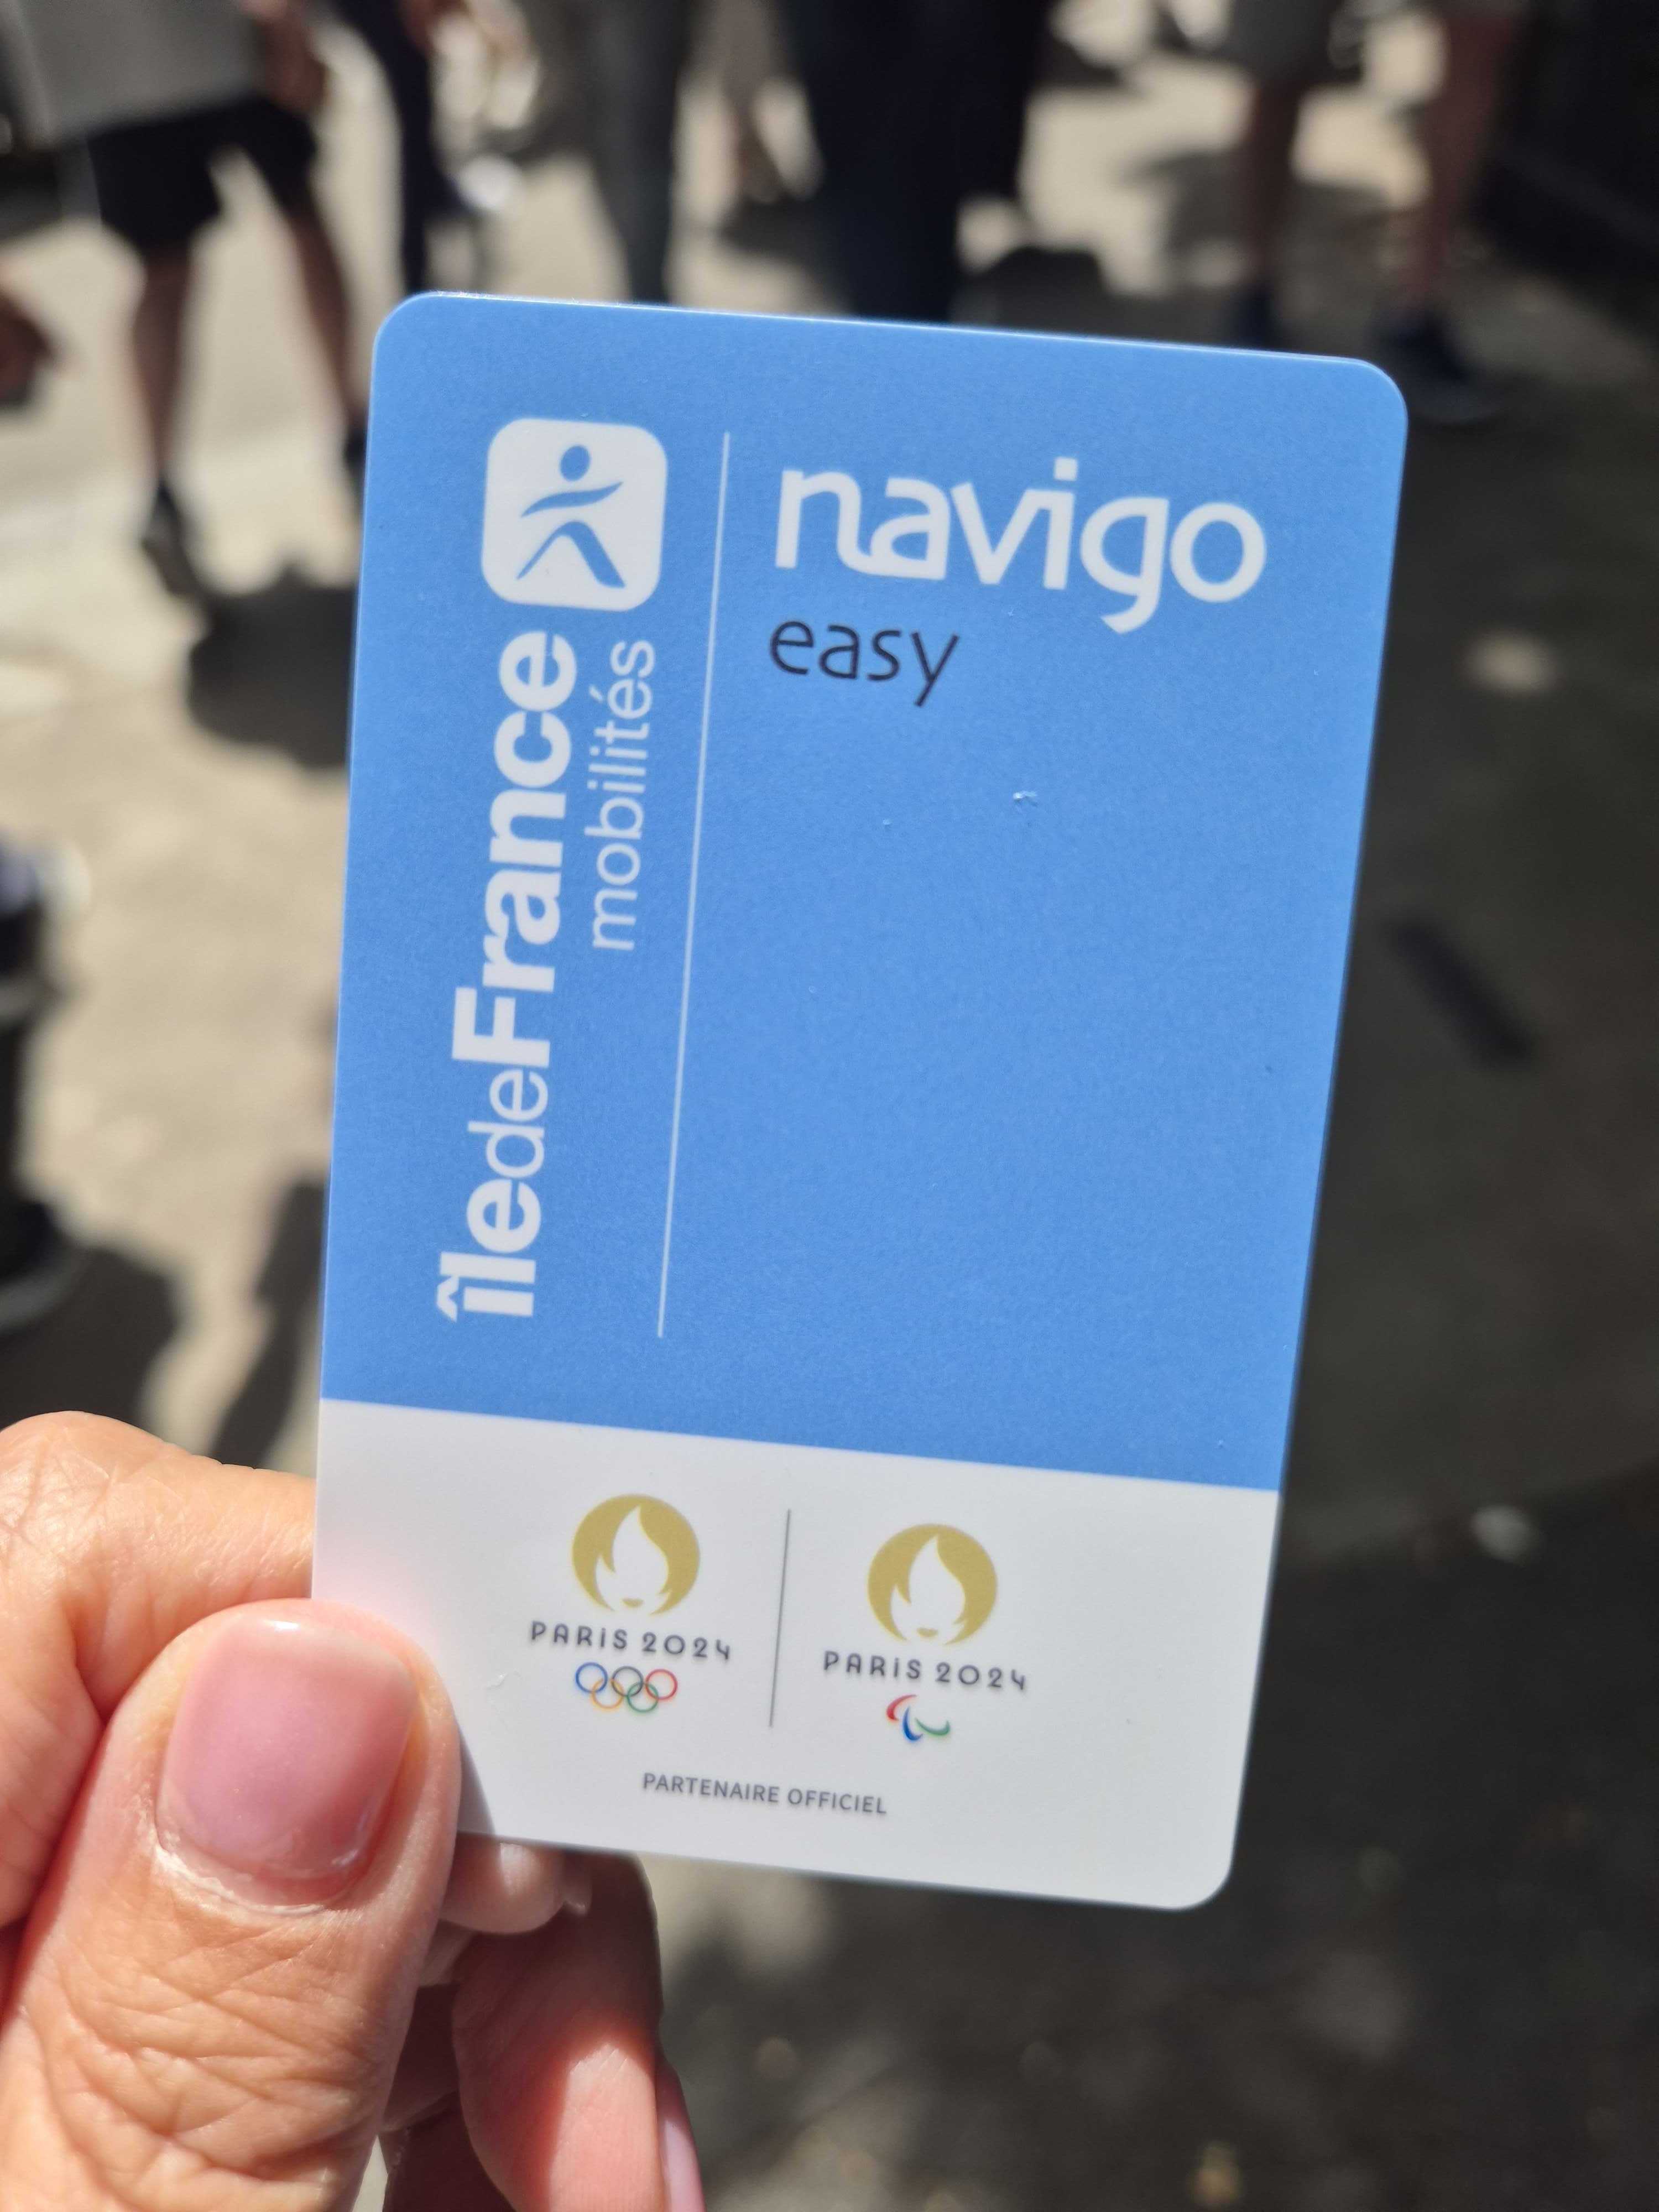 îledeFrance
mobilités
navigo
easy
PARIS 2024
PARIS 2024
PARTENAIRE OFFICIEL